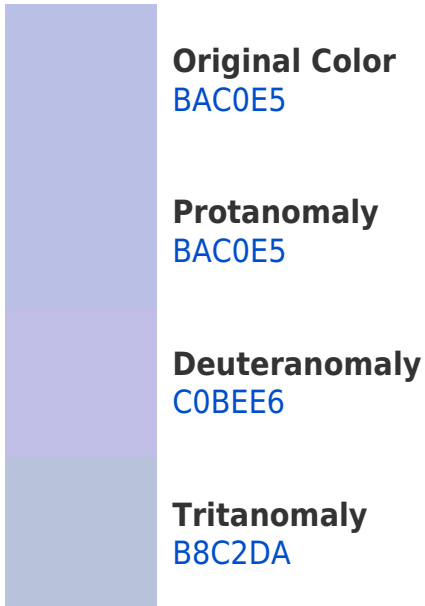 Original Color
BAC0E5
Protanomaly
BAC0E5
Deuteranomaly
C0BEE6
Tritanomaly
B8C2DA